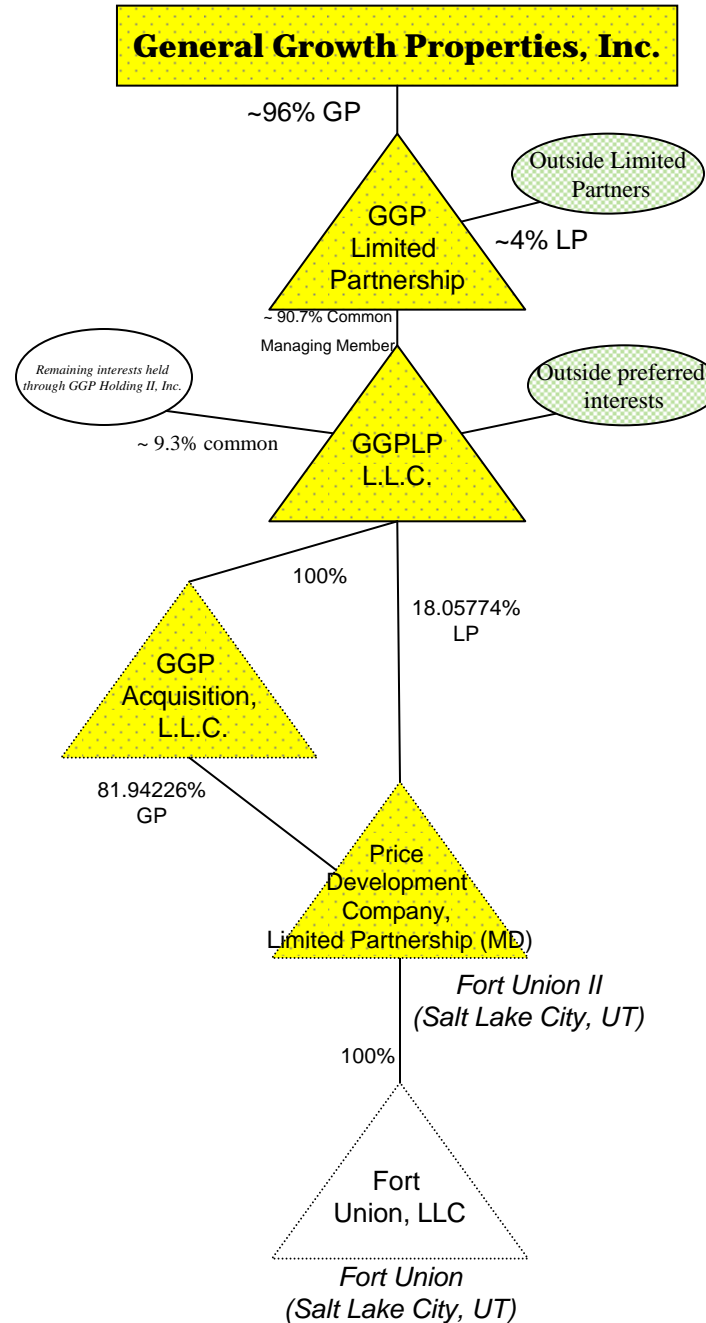 General Growth Properties, Inc.
~96% GP
Outside Limited
Partners
GGP
Limited
Partnership
~4% LP
~ 90.7% Common
Managing Member
Remaining interests held
through GGP Holding II, Inc.
Outside preferred
interests
~ 9.3% common
GGPLP
L.L.C.
100%
18.05774%
LP
GGP
Acquisition,
L.L.C.
81.94226%
GP
Price
Development
Company,
Limited Partnership (MD)
Fort Union II
(Salt Lake City, UT)
100%
Fort
Union, LLC
Fort Union
(Salt Lake City, UT)